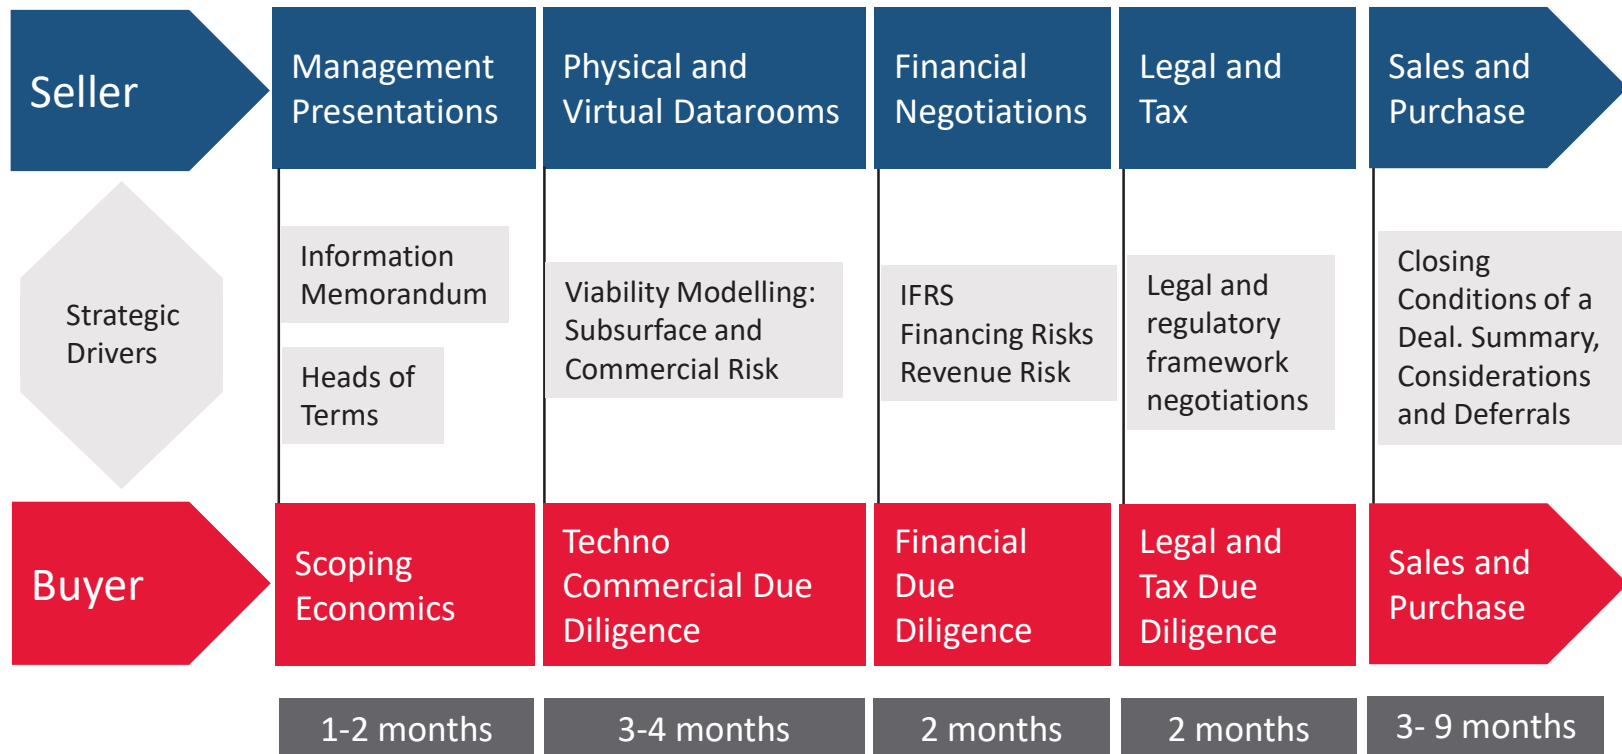 Seller
Management
Presentations
Physical and
Virtual Datarooms
Financial
Negotiations
Legal and
Tax
Sales and
Purchase
Strategic
Drivers
Information
Memorandum
Heads of
Terms
Viability Modelling:
Subsurface and
Commercial Risk
IFRS
Financing Risks
Revenue Risk
Legal and
regulatory
framework
negotiations
Closing
Conditions of a
Deal. Summary,
Considerations
and Deferrals
Buyer
Scoping
Economics
Techno
Commercial Due
Diligence
Financial
Due
Diligence
Legal and
Tax Due
Diligence
Sales and
Purchase
1-2 months
3-4 months
2 months
2 months
3- 9 months